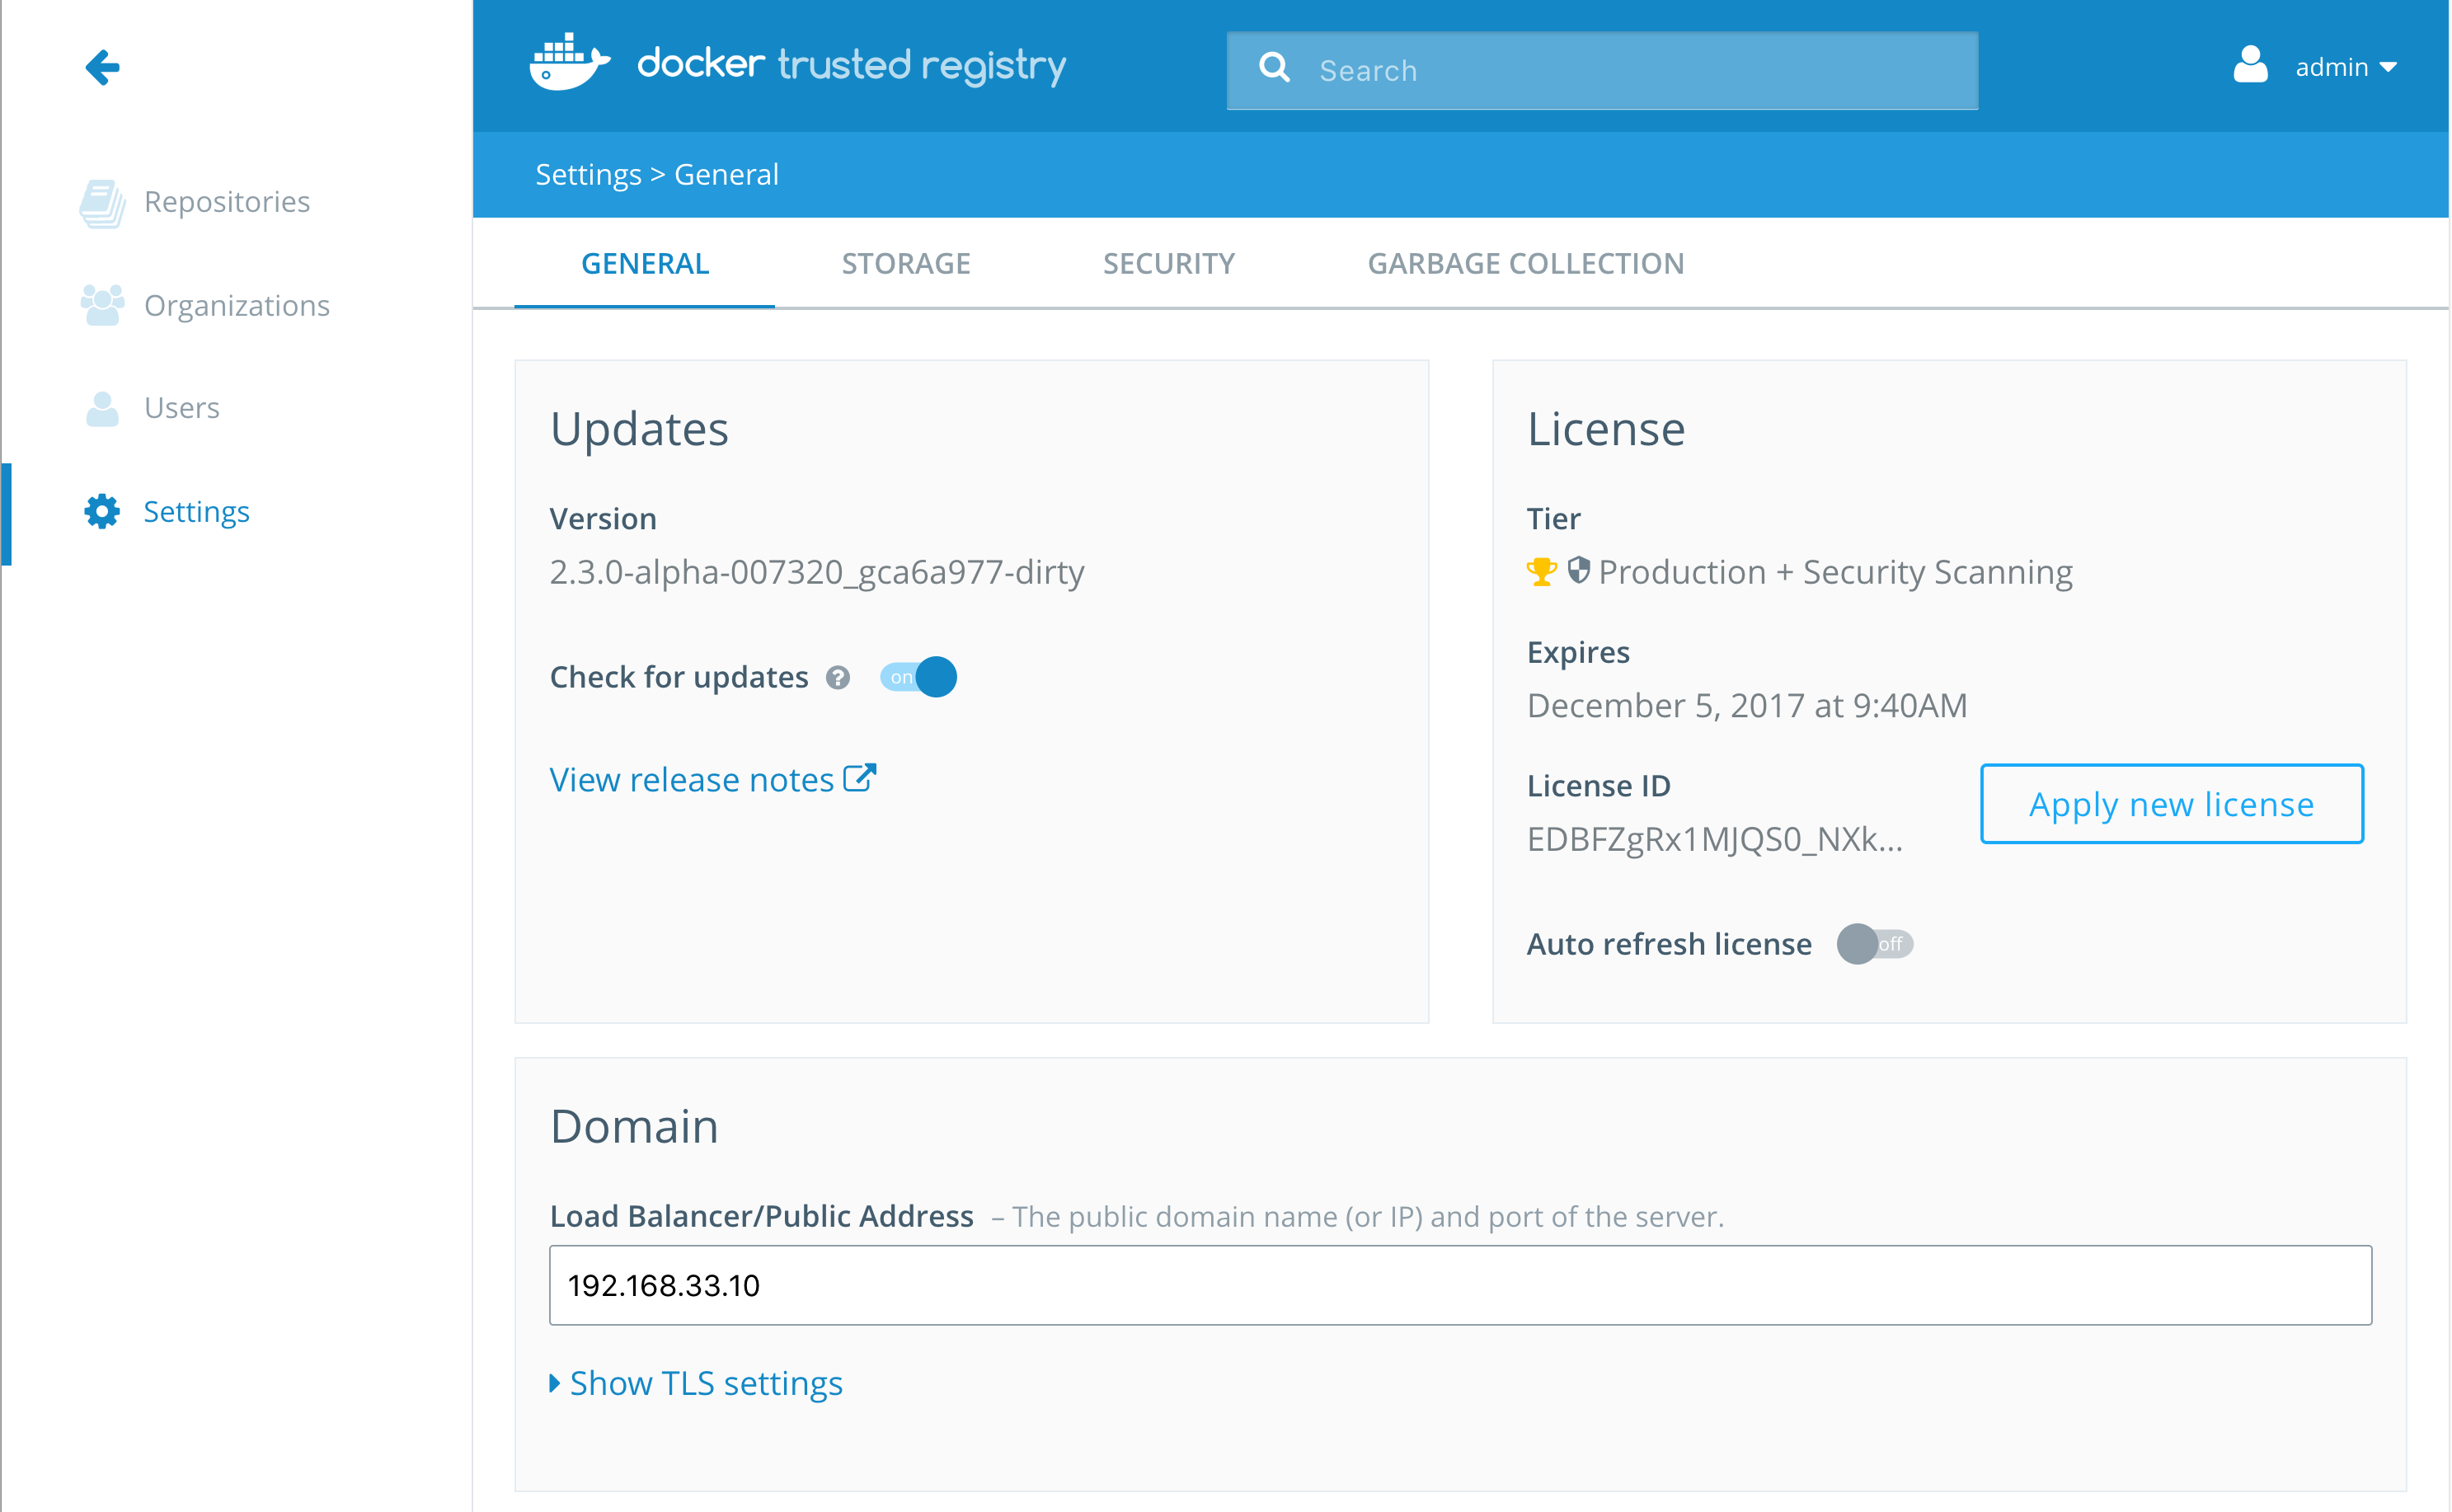 docker trusted registry
Search
admin
Repositories
Organizations
Users
Settings
Settings > General
GENERAL
STORAGE
SECURITY
GARBAGE COLLECTION
Updates
Version
2.3.0-alpha-007320_gca6a977-dirty
Check for updates ? on
View release notes
License
Tier
Production + Security Scanning
Expires
December 5, 2017 at 9:40AM
License ID
EDBFZgRx1MJQS0_NXk...
Apply new license
Auto refresh license off
Domain
Load Balancer/Public Address – The public domain name (or IP) and port of the server.
192.168.33.10
Show TLS settings